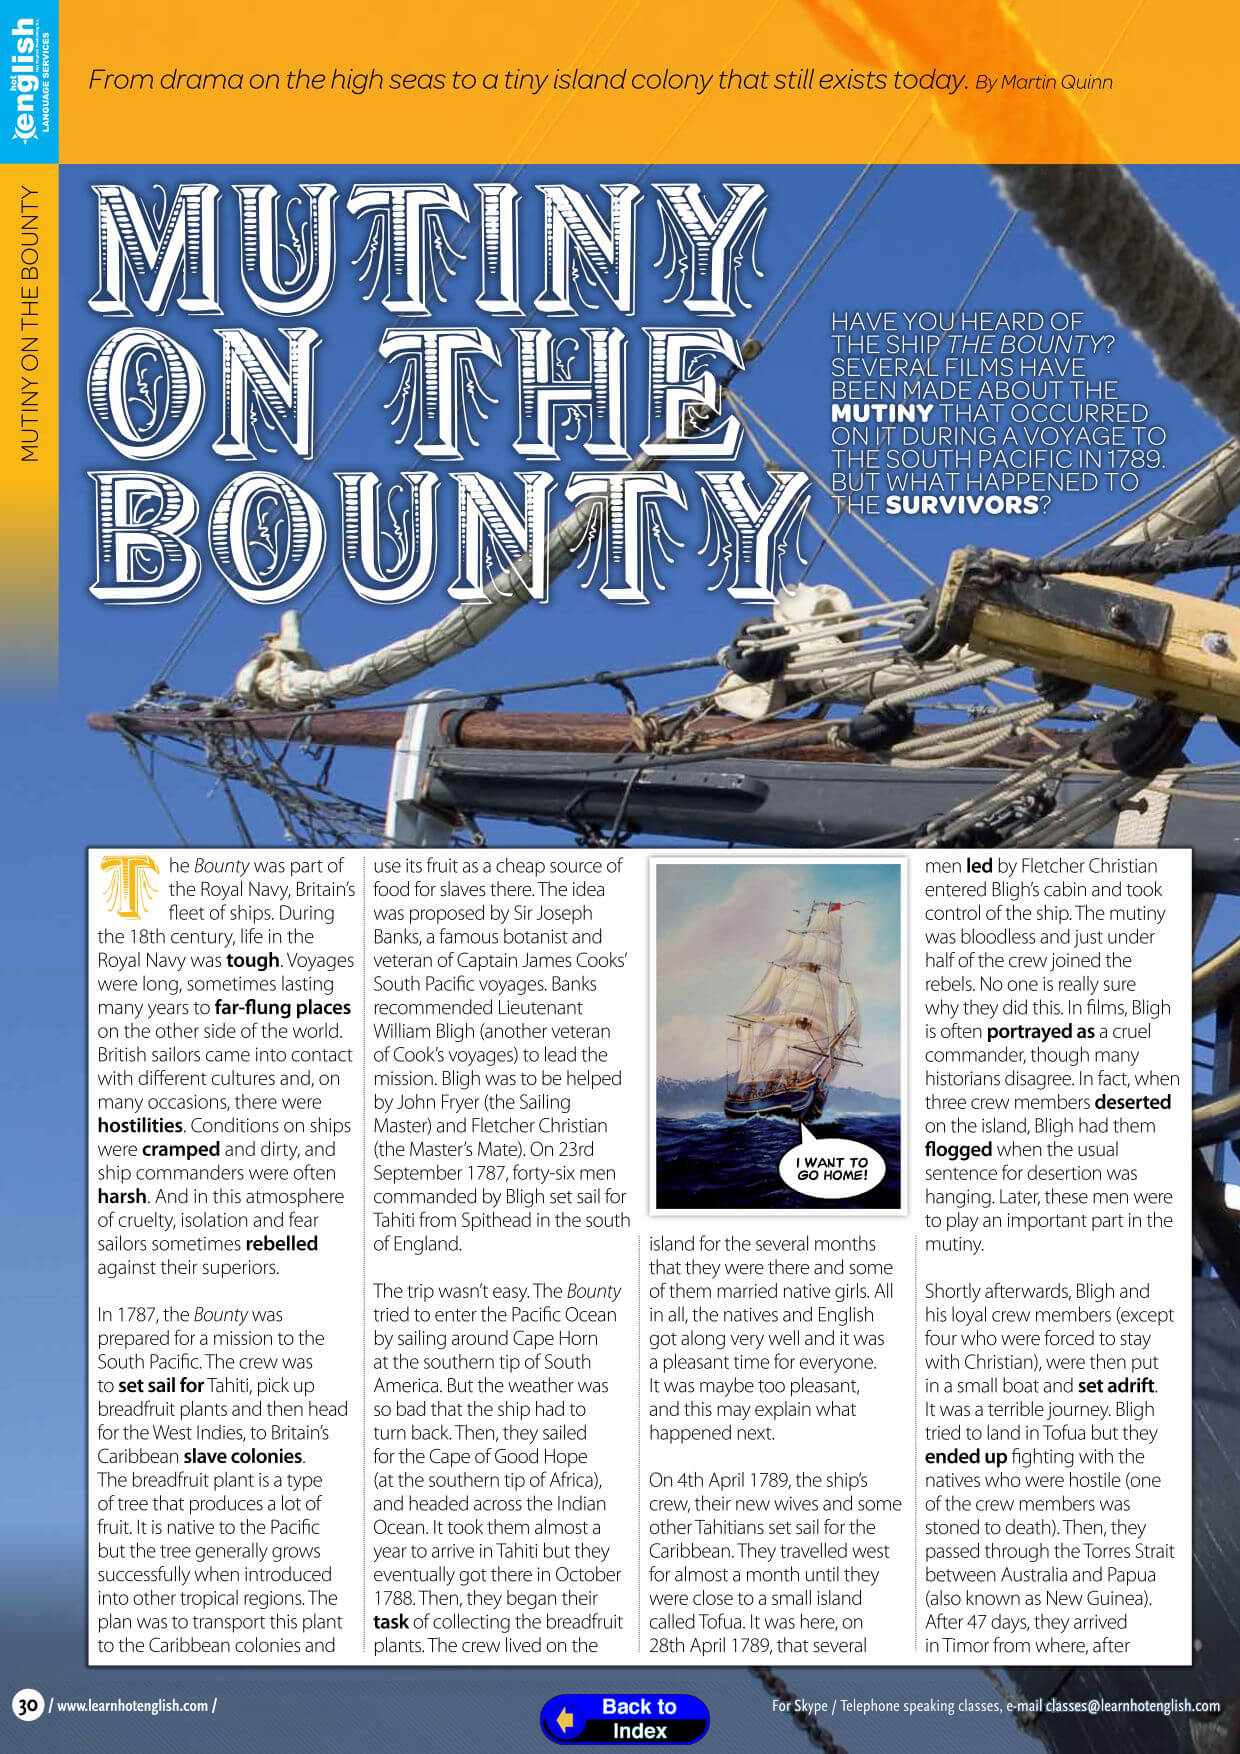 hot
english
LANGUAGE SERVICES
From drama on the high seas to a tiny island colony that still exists today. By Martin Quinn
MUTINY ON THE BOUNTY
MUTINY
ON THE
BOUNTY
HAVE YOU HEARD OF
THE SHIP THE BOUNTY?
SEVERAL FILMS HAVE
BEEN MADE ABOUT THE
MUTINY THAT OCCURRED
ON IT DURING A VOYAGE TO
THE SOUTH PACIFIC IN 1789.
BUT WHAT HAPPENED TO
THE SURVIVORS?
The Bounty was part of
the Royal Navy, Britain's
fleet of ships. During
the 18th century, life in the
Royal Navy was tough. Voyages
were long, sometimes lasting
many years to far-flung places
on the other side of the world.
British sailors came into contact
with different cultures and, on
many occasions, there were
hostilities. Conditions on ships
were cramped and dirty, and
ship commanders were often
harsh. And in this atmosphere
of cruelty, isolation and fear
sailors sometimes rebelled
against their superiors.
In 1787, the Bounty was
prepared for a mission to the
South Pacific. The crew was
to set sail for Tahiti, pick up
breadfruit plants and then head
for the West Indies, to Britain's
Caribbean slave colonies.
The breadfruit plant is a type
of tree that produces a lot of
fruit. It is native to the Pacific
but the tree generally grows
successfully when introduced
into other tropical regions. The
plan was to transport this plant
to the Caribbean colonies and
use its fruit as a cheap source of
food for slaves there. The idea
was proposed by Sir Joseph
Banks, a famous botanist and
veteran of Captain James Cooks'
South Pacific voyages. Banks
recommended Lieutenant
William Bligh (another veteran
of Cook's voyages) to lead the
mission. Bligh was to be helped
by John Fryer (the Sailing
Master) and Fletcher Christian
(the Master's Mate). On 23rd
September 1787, forty-six men
commanded by Bligh set sail for
Tahiti from Spithead in the south
of England.
The trip wasn't easy. The Bounty
tried to enter the Pacific Ocean
by sailing around Cape Horn
at the southern tip of South
America. But the weather was
so bad that the ship had to
turn back. Then, they sailed
for the Cape of Good Hope
(at the southern tip of Africa),
and headed across the Indian
Ocean. It took them almost a
year to arrive in Tahiti but they
eventually got there in October
1788. Then, they began their
task of collecting the breadfruit
plants. The crew lived on the
I WANT TO
GO HOME!
island for the several months
that they were there and some
of them married native girls. All
in all, the natives and English
got along very well and it was
a pleasant time for everyone.
It was maybe too pleasant,
and this may explain what
happened next.
On 4th April 1789, the ship's
crew, their new wives and some
other Tahitians set sail for the
Caribbean. They travelled west
for almost a month until they
were close to a small island
called Tofua. It was here, on
28th April 1789, that several
men led by Fletcher Christian
entered Bligh's cabin and took
control of the ship. The mutiny
was bloodless and just under
half of the crew joined the
rebels. No one is really sure
why they did this. In films, Bligh
is often portrayed as a cruel
commander, though many
historians disagree. In fact, when
three crew members deserted
on the island, Bligh had them
flogged when the usual
sentence for desertion was
hanging. Later, these men were
to play an important part in the
mutiny.
Shortly afterwards, Bligh and
his loyal crew members (except
four who were forced to stay
with Christian), were then put
in a small boat and set adrift.
It was a terrible journey. Bligh
tried to land in Tofua but they
ended up fighting with the
natives who were hostile (one
of the crew members was
stoned to death). Then, they
passed through the Torres Strait
between Australia and Papua
(also known as New Guinea).
After 47 days, they arrived
in Timor from where, after
30 / www.learnhotenglish.com /
Back to
Index
For Skype / Telephone speaking classes, e-mail classes@learnhotenglish.com